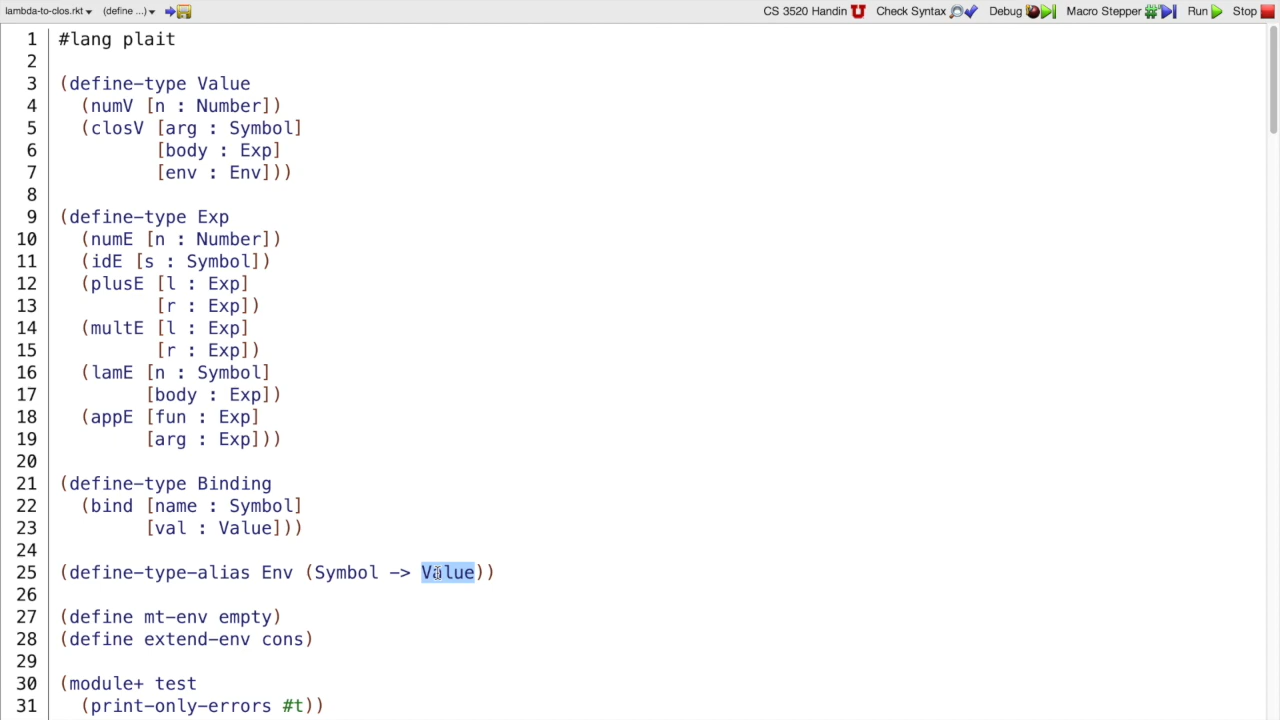 lambda-to-clos.rkt (define ...) CS 3520 Handin Check Syntax Debug Macro Stepper Run Stop
1 #lang plait
2
3 (define-type Value
4   (numV [n : Number])
5   (closV [arg : Symbol]
6          [body : Exp]
7          [env : Env]))
8
9 (define-type Exp
10   (numE [n : Number])
11   (idE [s : Symbol])
12   (plusE [l : Exp]
13          [r : Exp])
14   (multE [l : Exp]
15          [r : Exp])
16   (lamE [n : Symbol]
17         [body : Exp])
18   (appE [fun : Exp]
19         [arg : Exp]))
20
21 (define-type Binding
22   (bind [name : Symbol]
23         [val : Value]))
24
25 (define-type-alias Env (Symbol -> Value))
26
27 (define mt-env empty)
28 (define extend-env cons)
29
30 (module+ test
31   (print-only-errors #t))